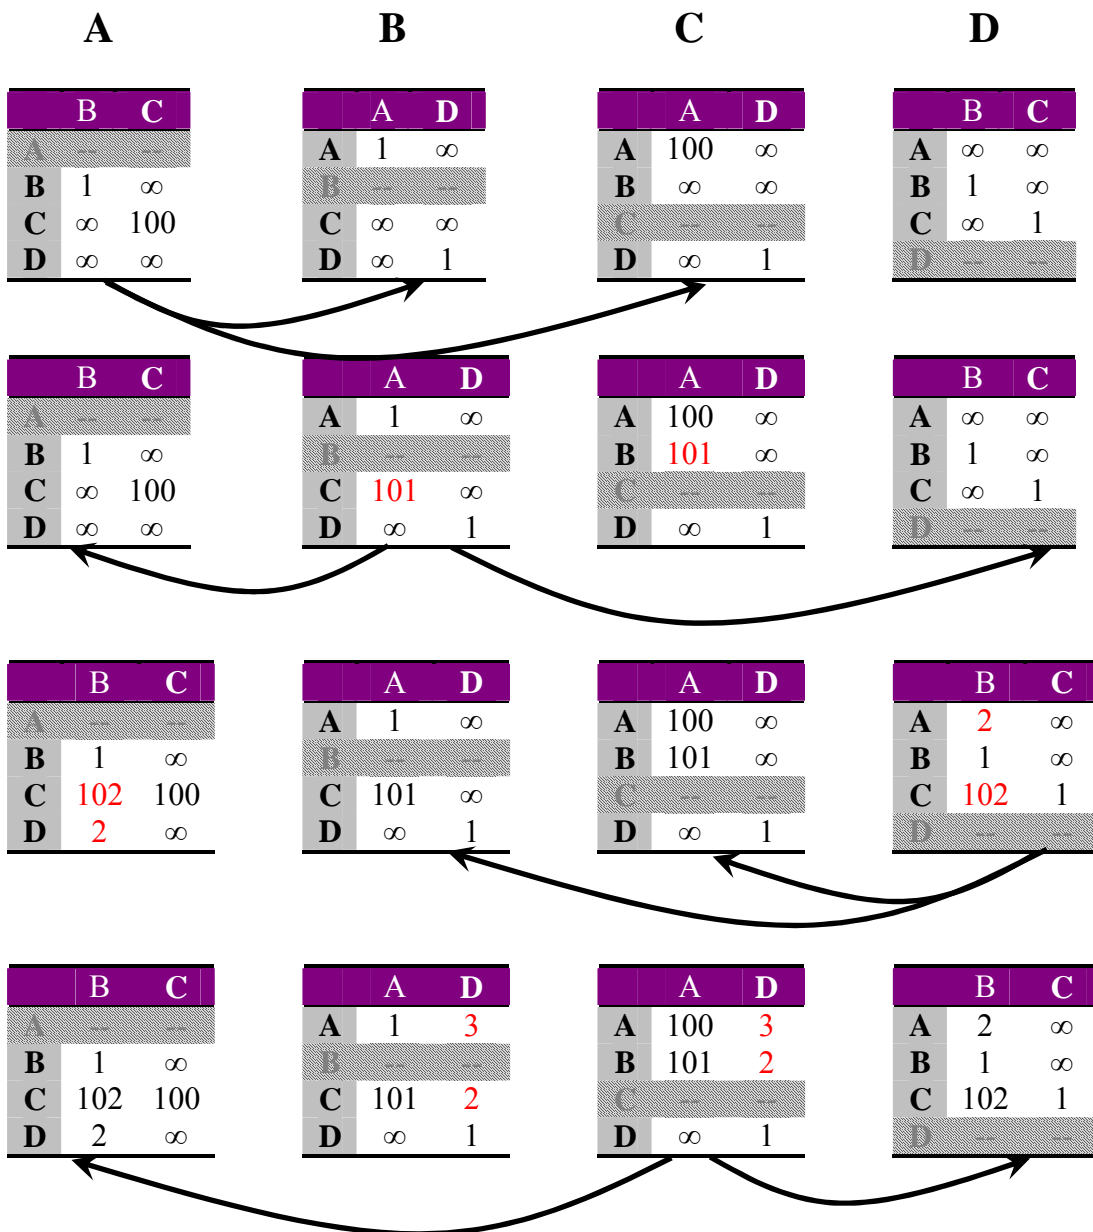 A B C D
B C A D A D B C
A -- -- A 1 ∞ A 100 ∞ A ∞ ∞
B 1 ∞ B -- -- B ∞ ∞ B 1 ∞
C ∞ 100 C ∞ ∞ C -- -- C ∞ 1
D ∞ ∞ D ∞ 1 D ∞ 1 D -- --
B C A D A D B C
A -- -- A 1 ∞ A 100 ∞ A ∞ ∞
B 1 ∞ B -- -- B 101 ∞ B 1 ∞
C ∞ 100 C 101 ∞ C -- -- C ∞ 1
D ∞ ∞ D ∞ 1 D ∞ 1 D -- --
B C A D A D B C
A -- -- A 1 ∞ A 100 ∞ A 2 ∞
B 1 ∞ B -- -- B 101 ∞ B 1 ∞
C 102 100 C 101 ∞ C -- -- C 102 1
D 2 ∞ D ∞ 1 D ∞ 1 D -- --
B C A D A D B C
A -- -- A 1 3 A 100 3 A 2 ∞
B 1 ∞ B -- -- B 101 2 B 1 ∞
C 102 100 C 101 2 C -- -- C 102 1
D 2 ∞ D ∞ 1 D ∞ 1 D -- --